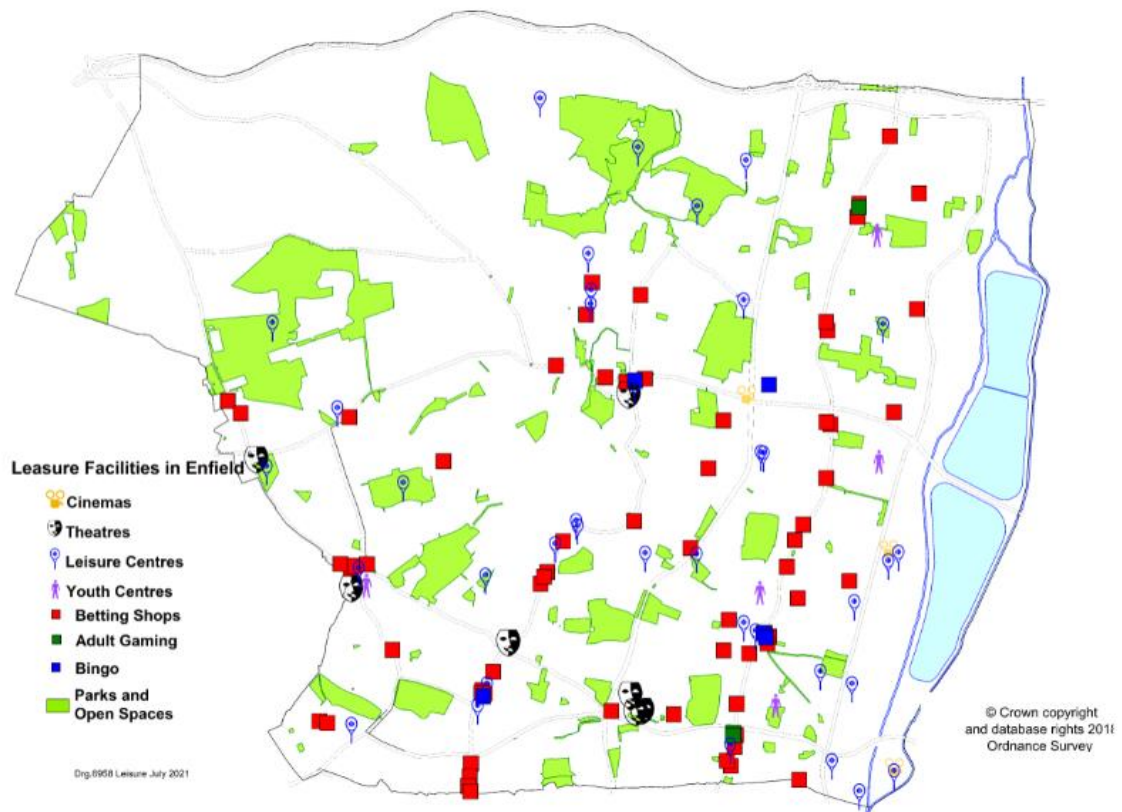 Leasure Facilities in Enfield
Cinemas
Theatres
Leisure Centres
Youth Centres
Betting Shops
Adult Gaming
Bingo
Parks and
Open Spaces
Drg.6958 Leisure July 2021
© Crown copyright
and database rights 2018
Ordnance Survey